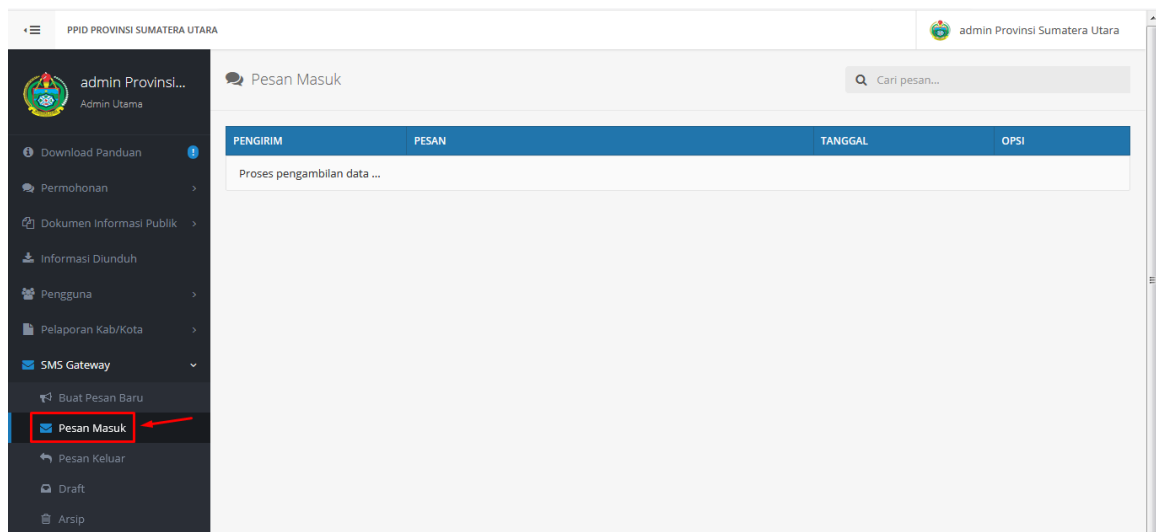 PPID PROVINSI SUMATERA UTARA
admin Provinsi Sumatera Utara
admin Provinsi...
Admin Utama
Pesan Masuk
Cari pesan...
Download Panduan
Permohonan
Dokumen Informasi Publik
Informasi Diunduh
Pengguna
Pelaporan Kab/Kota
SMS Gateway
Buat Pesan Baru
Pesan Masuk
Pesan Keluar
Draft
Arsip
PENGIRIM PESAN TANGGAL OPSI
Proses pengambilan data ...